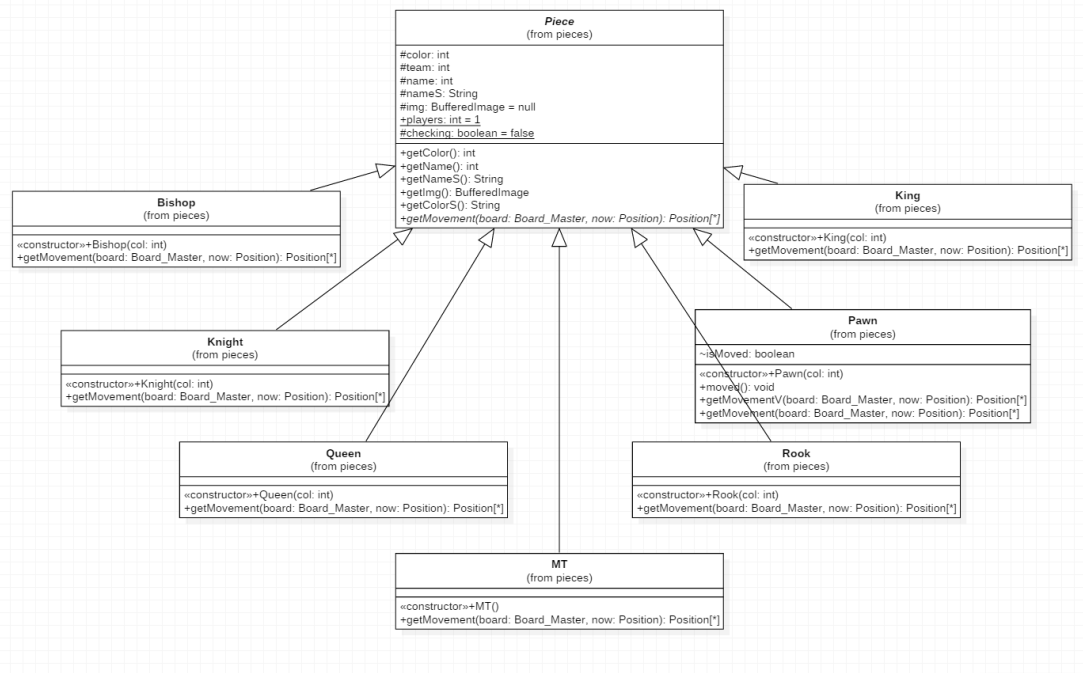 Piece
(from pieces)
#color: int
#team: int
#name: int
#nameS: String
#img: BufferedImage = null
+players: int = 1
#checking: boolean = false
+getColor(): int
+getName(): int
+getNameS(): String
+getImg(): BufferedImage
+getColorS(): String
+getMovement(board: Board_Master, now: Position): Position[*]
Bishop
(from pieces)
«constructor»+Bishop(col: int)
+getMovement(board: Board_Master, now: Position): Position[*]
King
(from pieces)
«constructor»+King(col: int)
+getMovement(board: Board_Master, now: Position): Position[*]
Knight
(from pieces)
«constructor»+Knight(col: int)
+getMovement(board: Board_Master, now: Position): Position[*]
Pawn
(from pieces)
~isMoved: boolean
«constructor»+Pawn(col: int)
+moved(): void
+getMovementV(board: Board_Master, now: Position): Position[*]
+getMovement(board: Board_Master, now: Position): Position[*]
Queen
(from pieces)
«constructor»+Queen(col: int)
+getMovement(board: Board_Master, now: Position): Position[*]
Rook
(from pieces)
«constructor»+Rook(col: int)
+getMovement(board: Board_Master, now: Position): Position[*]
MT
(from pieces)
«constructor»+MT()
+getMovement(board: Board_Master, now: Position): Position[*]